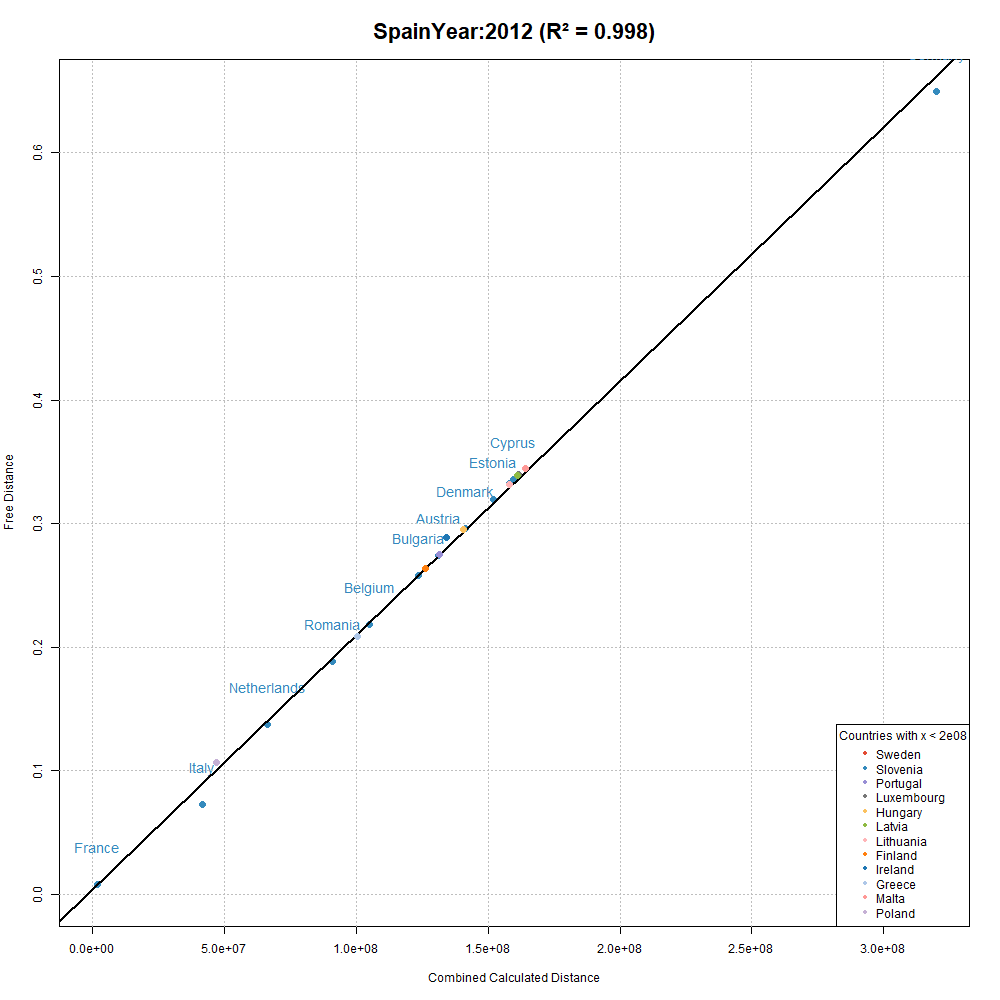 SpainYear:2012 (R² = 0.998)
Free Distance
0.6
0.5
0.4
0.3
0.2
0.1
0.0
Cyprus
Estonia
Denmark
Austria
Bulgaria
Belgium
Romania
Netherlands
Italy
France
Countries with x < 2e08
Sweden
Slovenia
Portugal
Luxembourg
Hungary
Latvia
Lithuania
Finland
Ireland
Greece
Malta
Poland
0.0e+00 5.0e+07 1.0e+08 1.5e+08 2.0e+08 2.5e+08 3.0e+08
Combined Calculated Distance